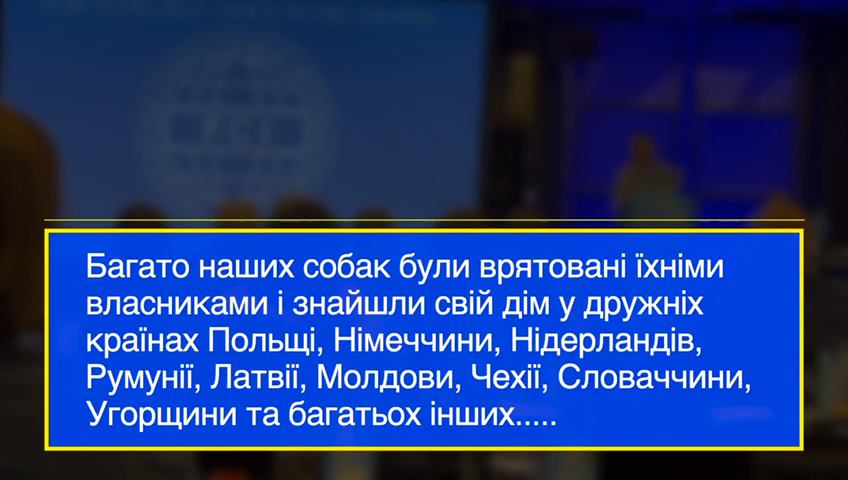 Багато наших собак були врятовані їхніми
власниками і знайшли свій дім у дружніх
країнах Польщі, Німеччини, Нідерландів,
Румунії, Латвії, Молдови, Чехії, Словаччини,
Угорщини та багатьох інших.....